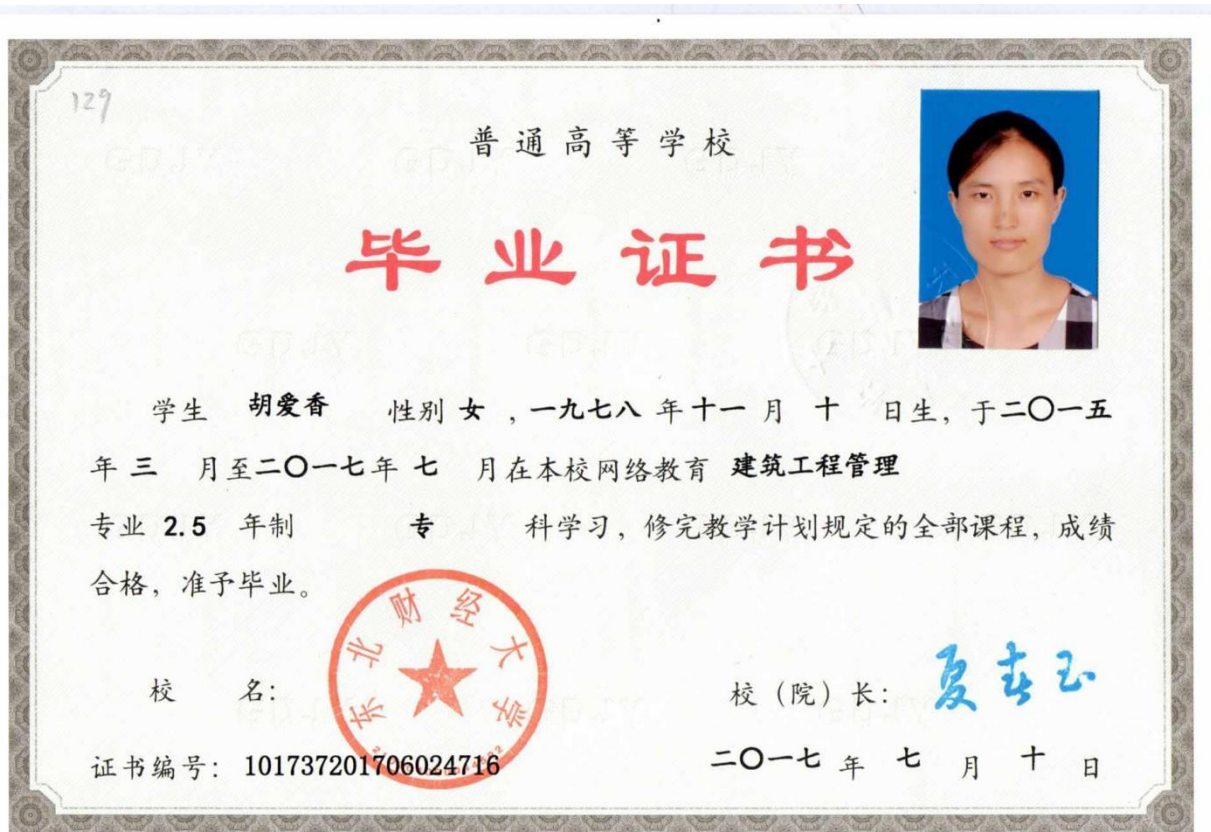 129
普通高等学校
毕业证书
学生 胡爱香 性别 女 ，一九七八 年 十一 月 十 日生，于二〇一五
年 三 月至二〇一七年 七 月在本校网络教育 建筑工程管理
专业 2.5 年制 专 科学习，修完教学计划规定的全部课程，成绩
合格，准予毕业。
东北财经大学
校 名：
校（院）长：夏春玉
证书编号：101737201706024716
二〇一七 年 七 月 十 日